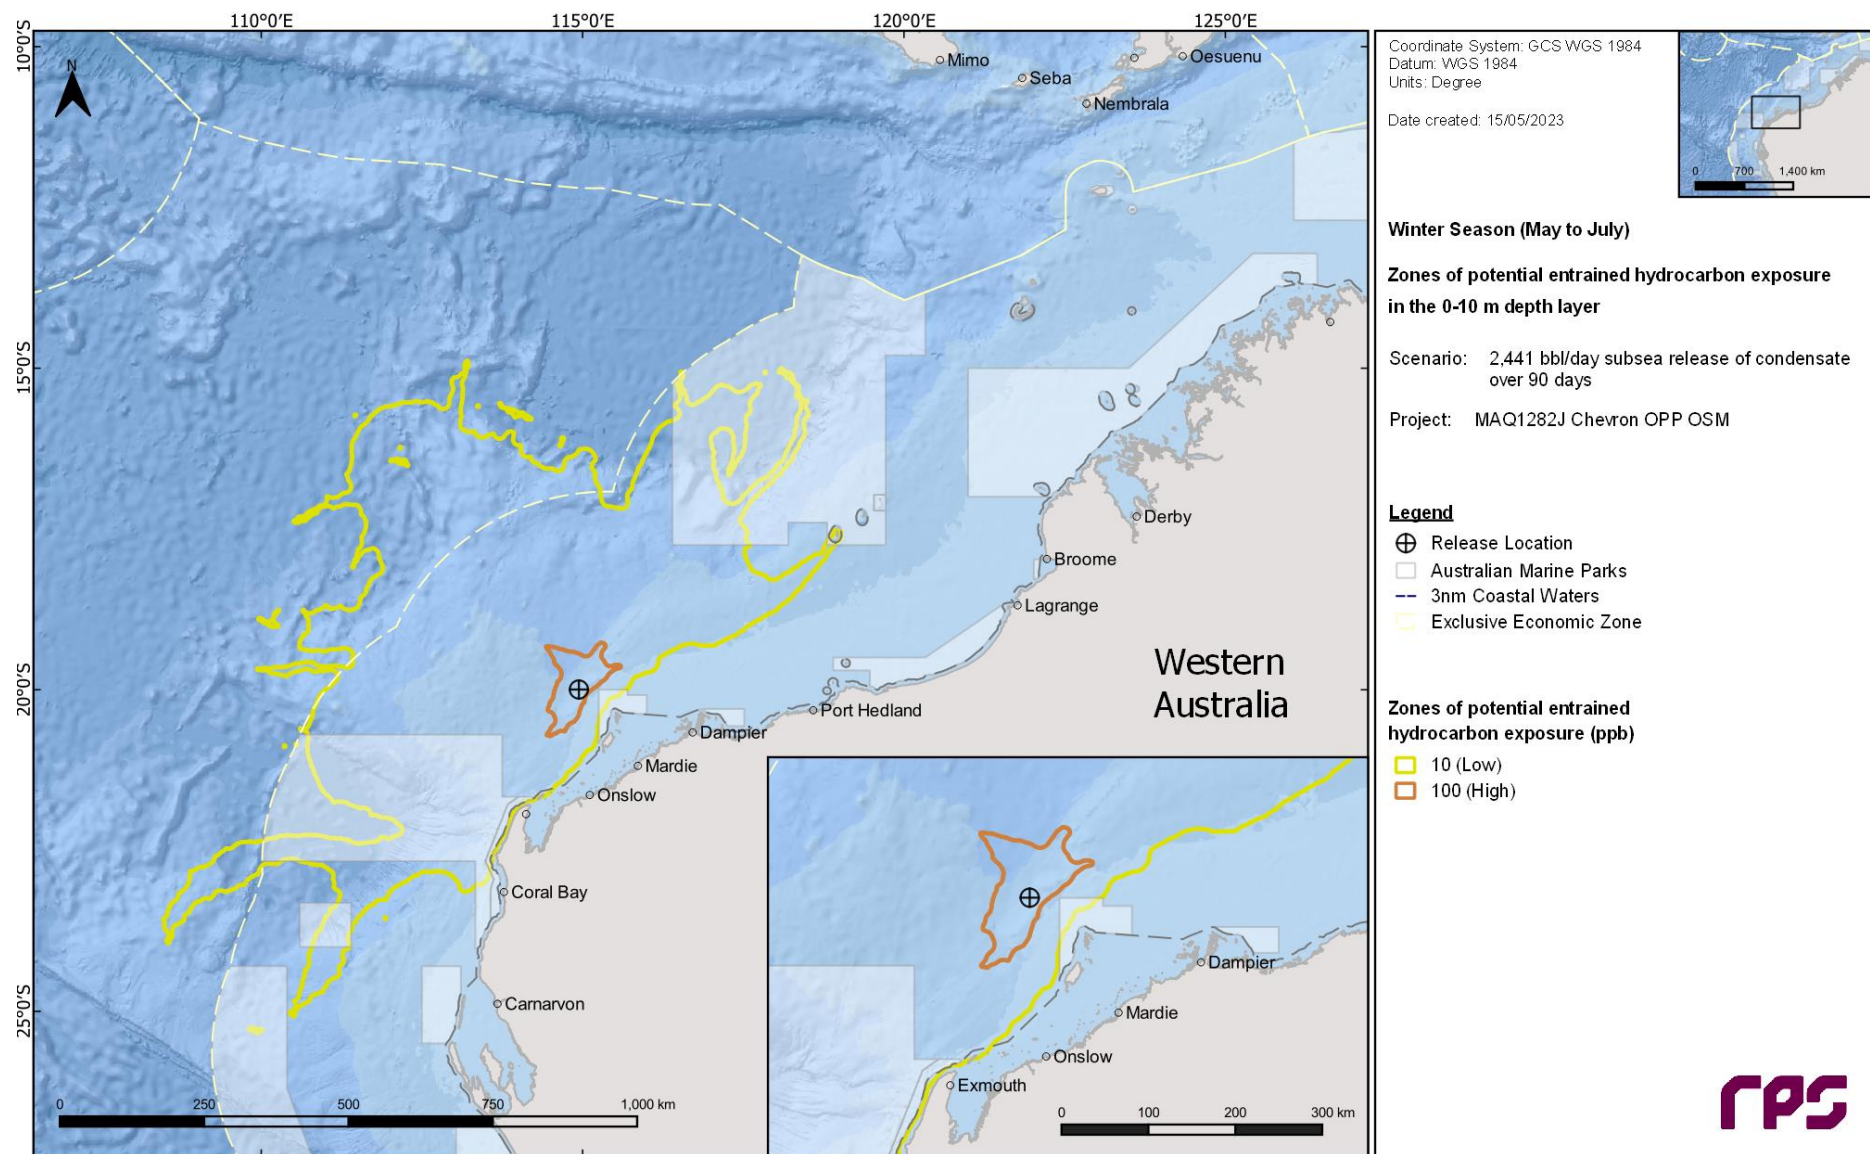 110°0'E
115°0'E
120°0'E
125°0'E
10°0'S
15°0'S
20°0'S
25°0'S
N
Mimo
Seba
Oesuenu
Nembrala
Derby
Broome
Lagrange
Western
Australia
Port Hedland
Dampier
Mardie
Onslow
Coral Bay
Carnarvon
0 250 500 750 1,000 km
Dampier
Mardie
Onslow
Exmouth
0 100 200 300 km
Coordinate System: GCS WGS 1984
Datum: WGS 1984
Units: Degree
Date created: 15/05/2023
0 700 1,400 km
Winter Season (May to July)
Zones of potential entrained hydrocarbon exposure
in the 0-10 m depth layer
Scenario: 2,441 bbl/day subsea release of condensate
over 90 days
Project: MAQ1282J Chevron OPP OSM
Legend
Release Location
Australian Marine Parks
3nm Coastal Waters
Exclusive Economic Zone
Zones of potential entrained
hydrocarbon exposure (ppb)
10 (Low)
100 (High)
rps